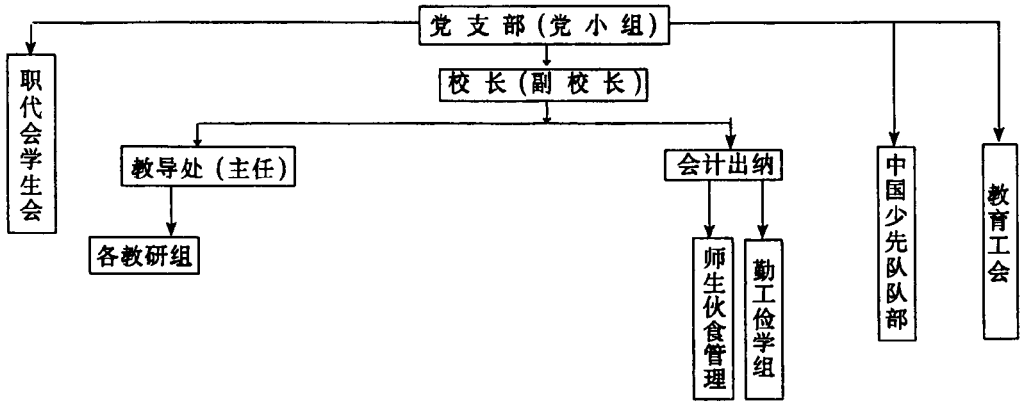 党支部(党小组)
校长(副校长)
职代会学生会
教导处(主任)
各教研组
会计出纳
师生伙食管理
勤工俭学组
中国少先队队部
教育工会